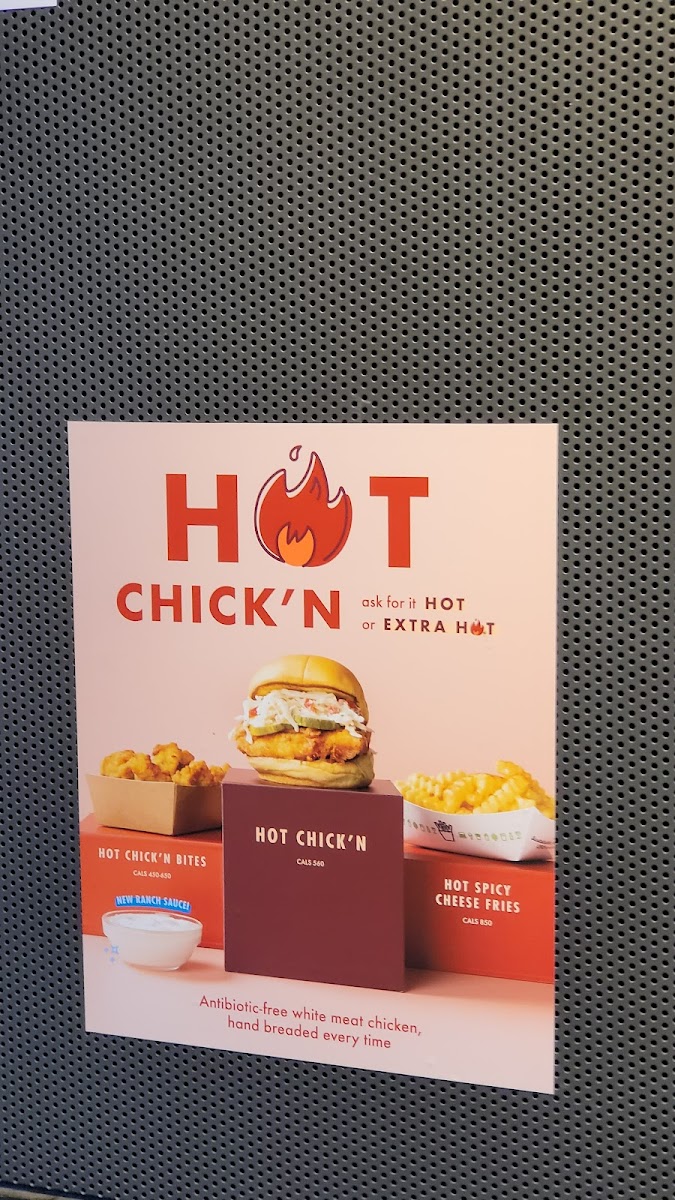 HOT
CHICK'N
ask for it HOT
or EXTRA HOT
HOT CHICK'N
CALS 560
HOT CHICK'N BITES
CALS 450-650
HOT SPICY
CHEESE FRIES
CALS 850
NEW RANCH SAUCE!
Antibiotic-free white meat chicken,
hand breaded every time